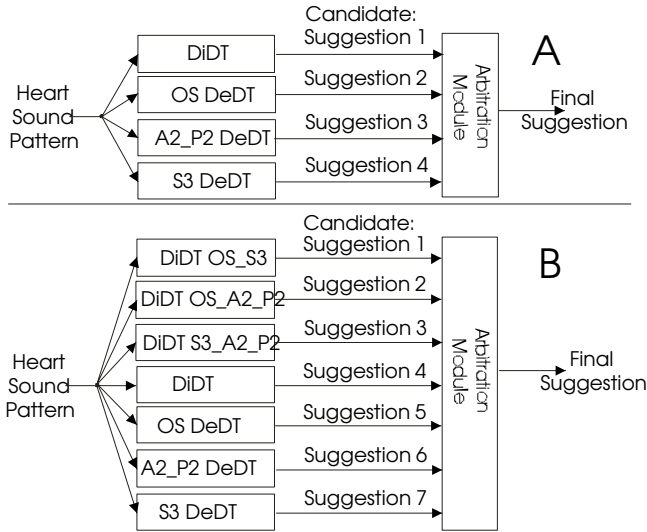 Candidate:
DiDT
Suggestion 1
A
Heart
Sound
Pattern
OS DeDT
Suggestion 2
A2_P2 DeDT
Suggestion 3
S3 DeDT
Suggestion 4
Arbitration
Module
Final
Suggestion
Candidate:
DiDT OS_S3
Suggestion 1
B
DiDT OS_A2_P2
Suggestion 2
DiDT S3_A2_P2
Suggestion 3
Heart
Sound
Pattern
DiDT
Suggestion 4
OS DeDT
Suggestion 5
A2_P2 DeDT
Suggestion 6
S3 DeDT
Suggestion 7
Arbitration
Module
Final
Suggestion